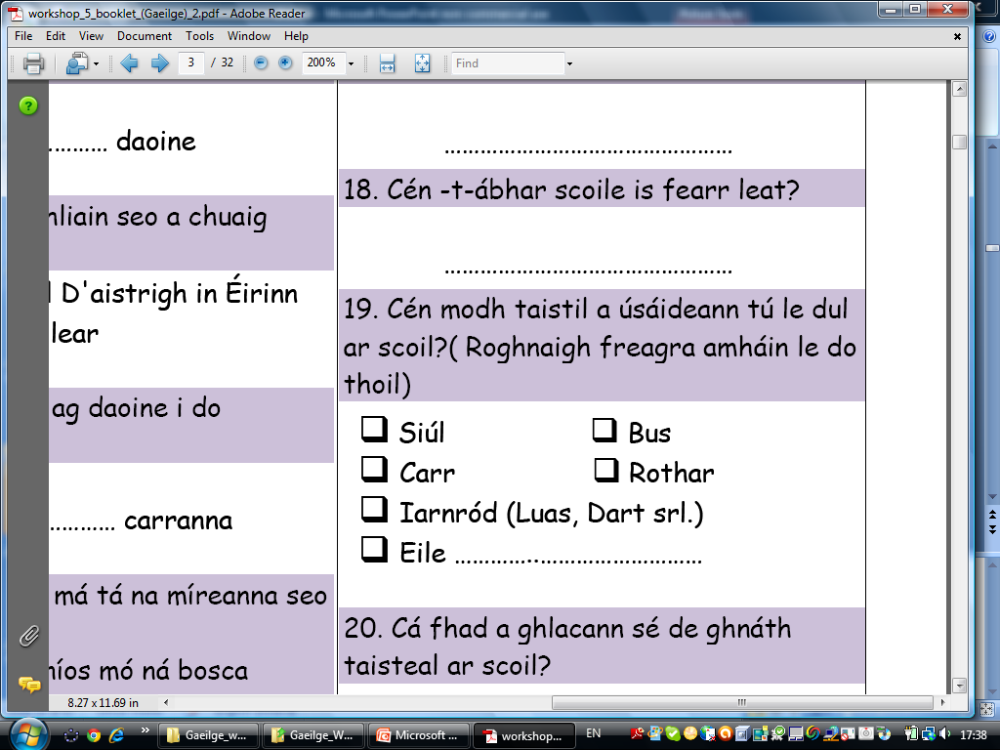 workshop_5_booklet_(Gaeilge)_2.pdf - Adobe Reader
File Edit View Document Tools Window Help
3 / 32 200% Find
………… daoine
nliain seo a chuaig
D'aistrigh in Éirinn
lear
ag daoine i do
………… carranna
má tá na míreanna seo
níos mó ná bosca
…………………………………………
18. Cén -t-ábhar scoile is fearr leat?
…………………………………………
19. Cén modh taistil a úsáideann tú le dul
ar scoil?( Roghnaigh freagra amháin le do
thoil)
Siúl Bus
Carr Rothar
Iarnród (Luas, Dart srl.)
Eile …………..………………………
20. Cá fhad a ghlacann sé de ghnáth
taisteal ar scoil?
8.27 x 11.69 in
Gaeilge_w... Gaeilge_W... Microsoft ... workshop... EN 17:38